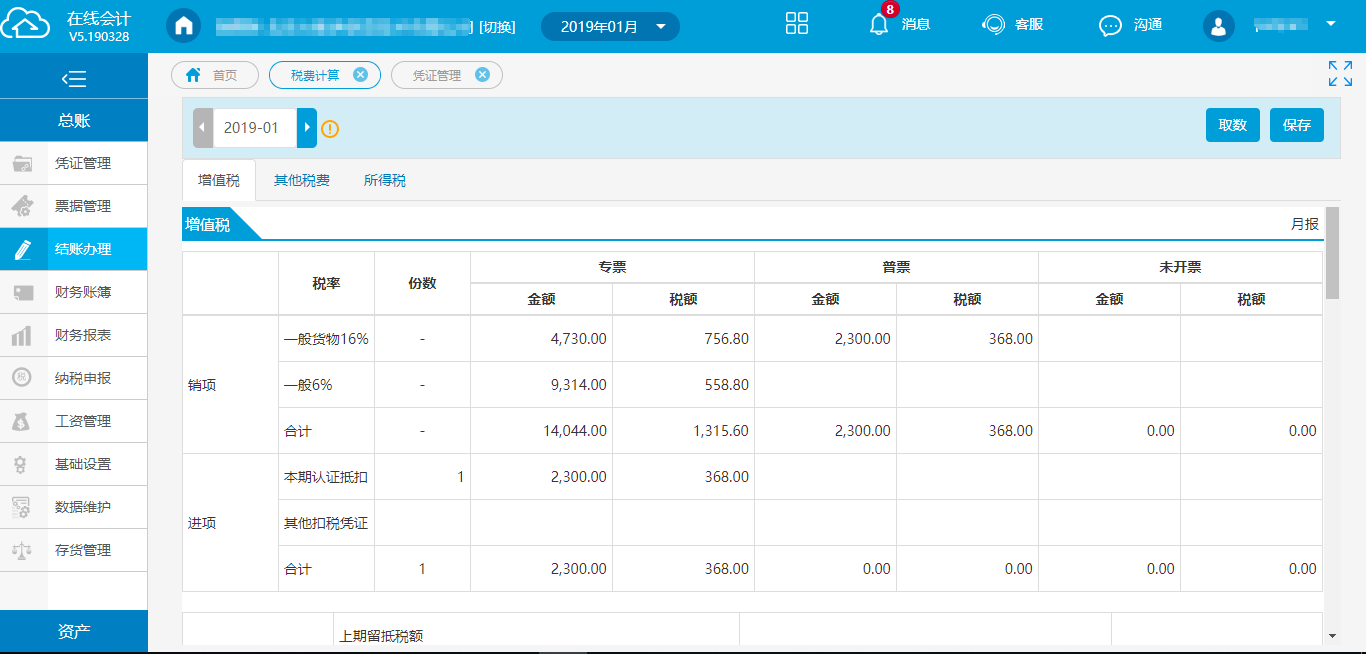 在线会计
V5.190328
] [切换]
2019年01月
8
消息
客服
沟通
首页
税费计算
凭证管理
总账
凭证管理
票据管理
结账办理
财务账簿
财务报表
税
纳税申报
工资管理
基础设置
数据维护
存货管理
资产
2019-01
取数
保存
增值税 其他税费 所得税
增值税
月报
税率 份数 专票 普票 未开票
金额 税额 金额 税额 金额 税额
销项
一般货物16% - 4,730.00 756.80 2,300.00 368.00
一般6% - 9,314.00 558.80
合计 - 14,044.00 1,315.60 2,300.00 368.00 0.00 0.00
进项
本期认证抵扣 1 2,300.00 368.00
其他扣税凭证
合计 1 2,300.00 368.00 0.00 0.00 0.00 0.00
上期留抵税额